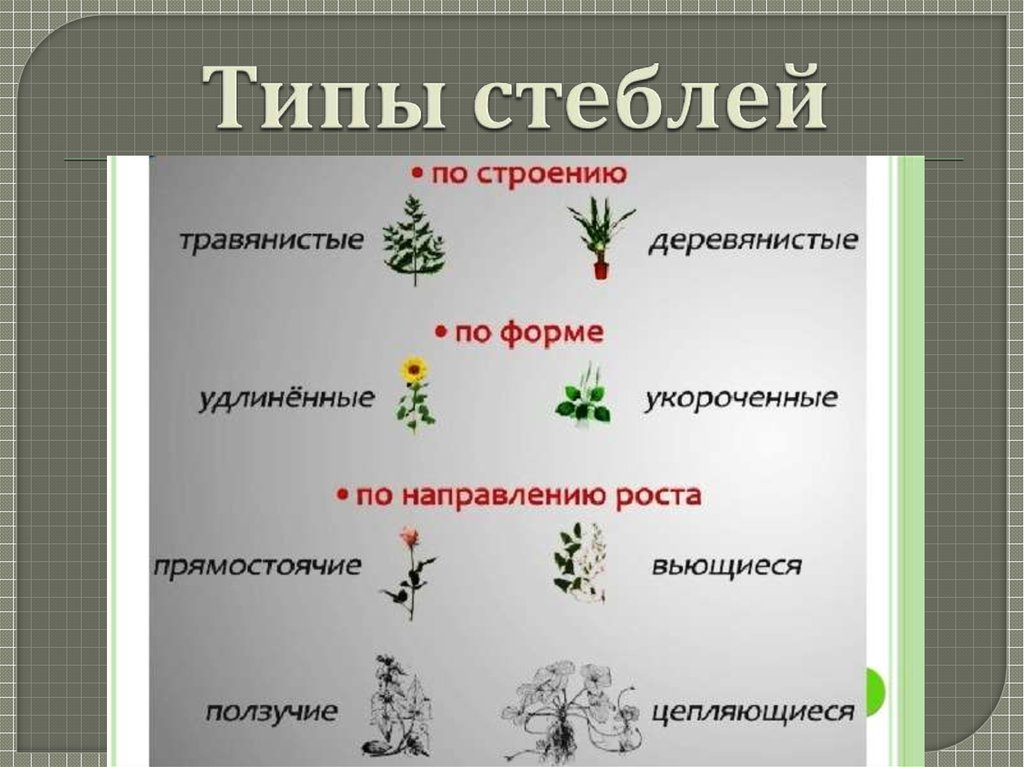 Типы стеблей
• по строению
травянистые
деревянистые
• по форме
удлинённые
укороченные
• по направлению роста
прямостоячие
вьющиеся
ползучие
цепляющиеся